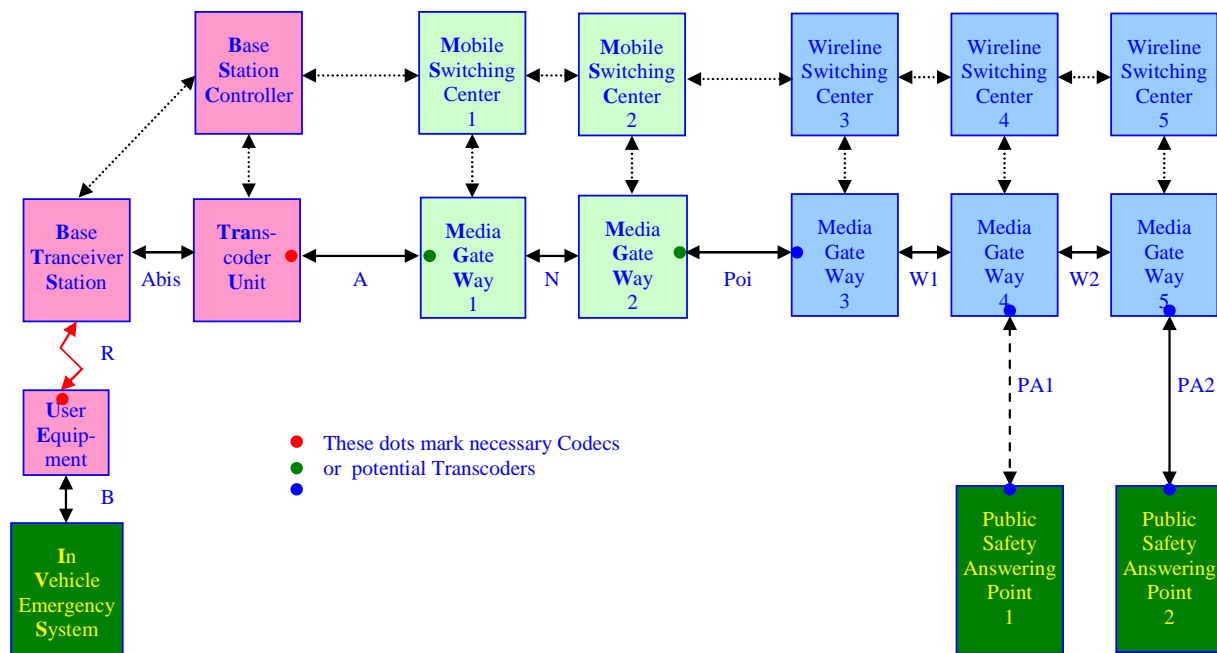 Base
Station
Controller
Mobile
Switching
Center
1
Mobile
Switching
Center
2
Wireline
Switching
Center
3
Wireline
Switching
Center
4
Wireline
Switching
Center
5
Base
Tranceiver
Station
Abis
Trans-
coder
Unit
A
Media
Gate
Way
1
N
Media
Gate
Way
2
Poi
Media
Gate
Way
3
W1
Media
Gate
Way
4
W2
Media
Gate
Way
5
R
PA1
PA2
User
Equip-
ment
These dots mark necessary Codecs
or potential Transcoders
B
In
Vehicle
Emergency
System
Public
Safety
Answering
Point
1
Public
Safety
Answering
Point
2